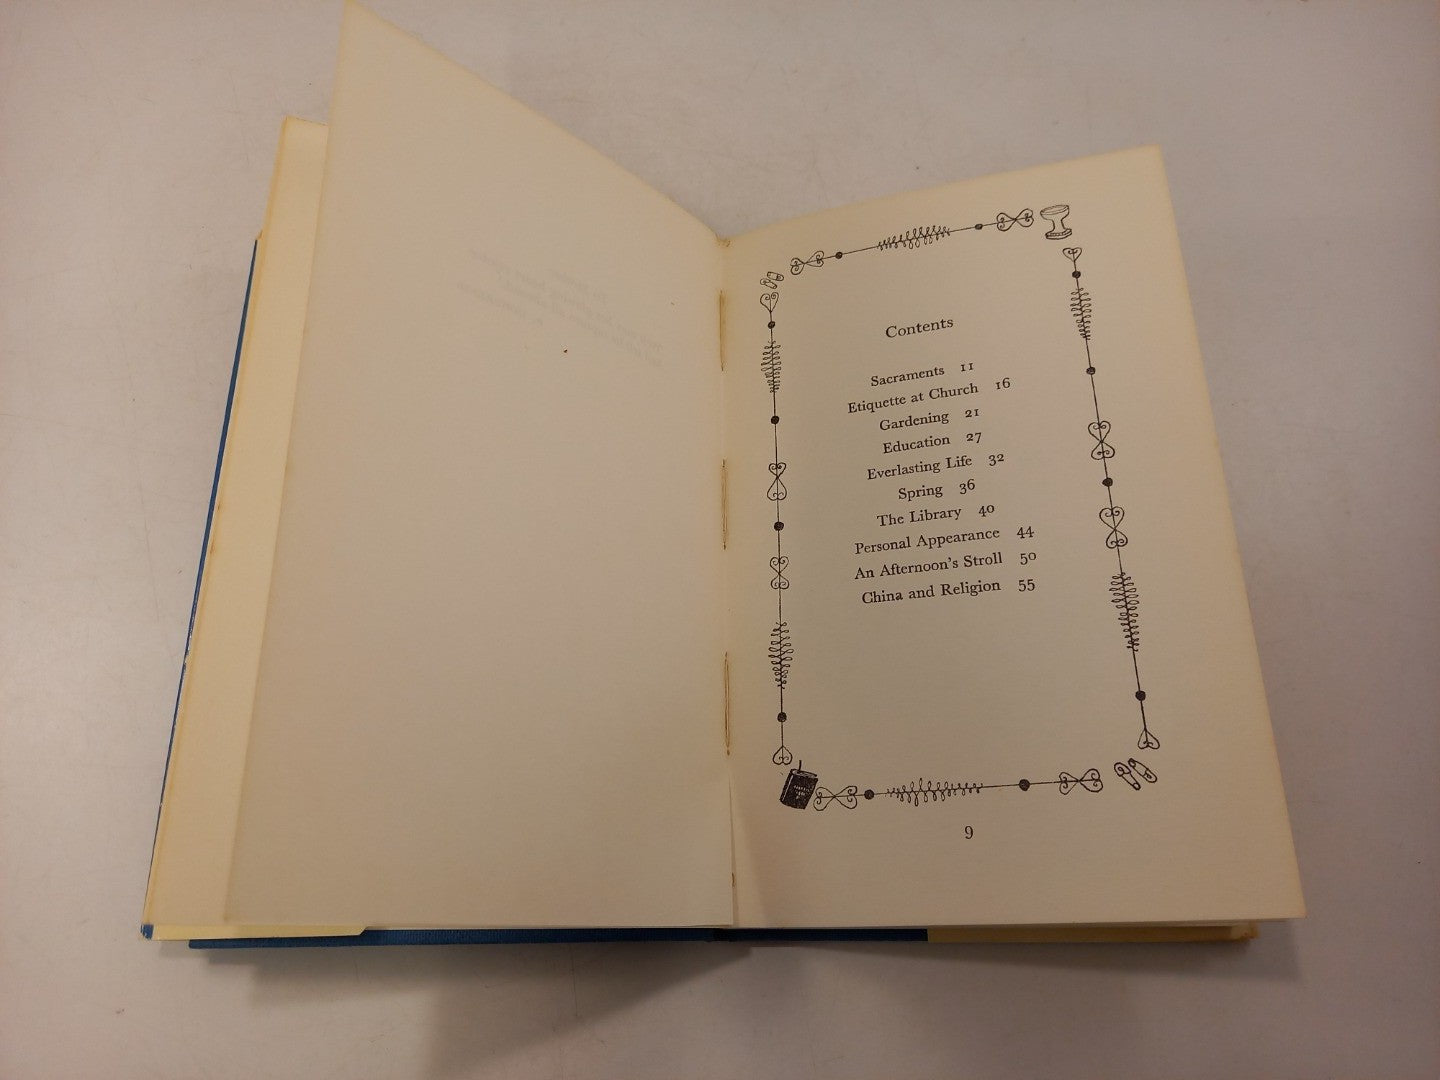 Contents
Sacraments 11
Etiquette at Church 16
Gardening 21
Education 27
Everlasting Life 32
Spring 36
The Library 40
Personal Appearance 44
An Afternoon's Stroll 50
China and Religion 55
9